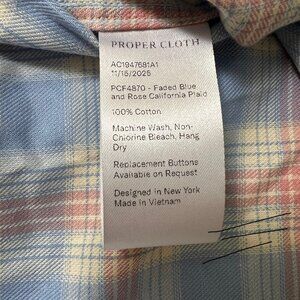 PROPER CLOTH
AC1947681A1
11/15/2025
PCF4870 - Faded Blue
and Rose California Plaid
100% Cotton
Machine Wash, Non-
Chlorine Bleach, Hang
Dry
Replacement Buttons
Available on Request
Designed in New York
Made in Vietnam